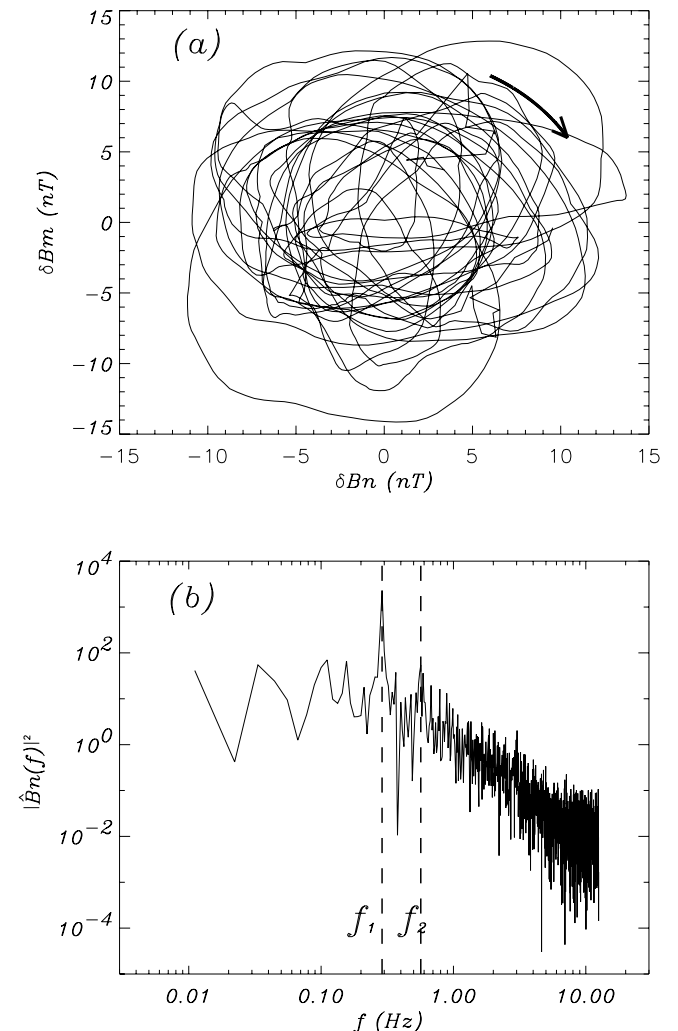 (a)
15
10
5
0
−5
−10
−15
δBm (nT)
−15 −10 −5 0 5 10 15
δBn (nT)
(b)
10⁴
10²
10⁰
10⁻²
10⁻⁴
|B̂n(f)|²
f₁ f₂
0.01 0.10 1.00 10.00
f (Hz)